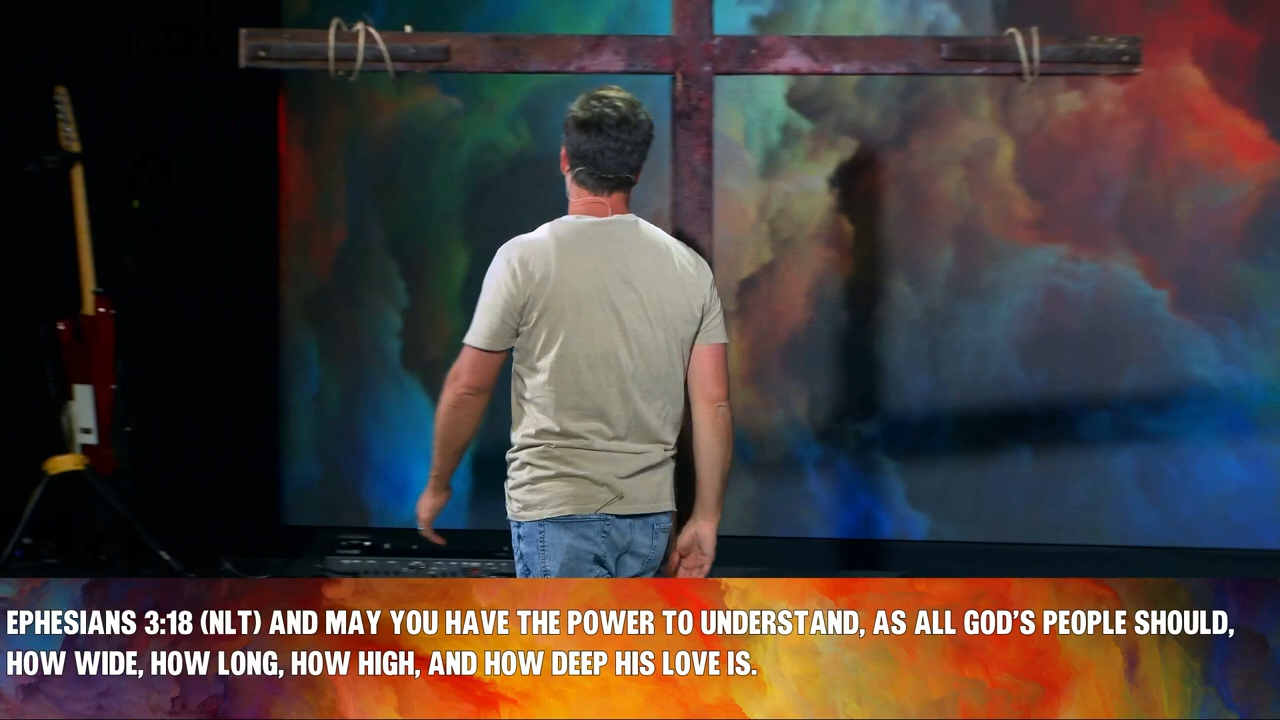 EPHESIANS 3:18 (NLT) AND MAY YOU HAVE THE POWER TO UNDERSTAND, AS ALL GOD’S PEOPLE SHOULD,
HOW WIDE, HOW LONG, HOW HIGH, AND HOW DEEP HIS LOVE IS.